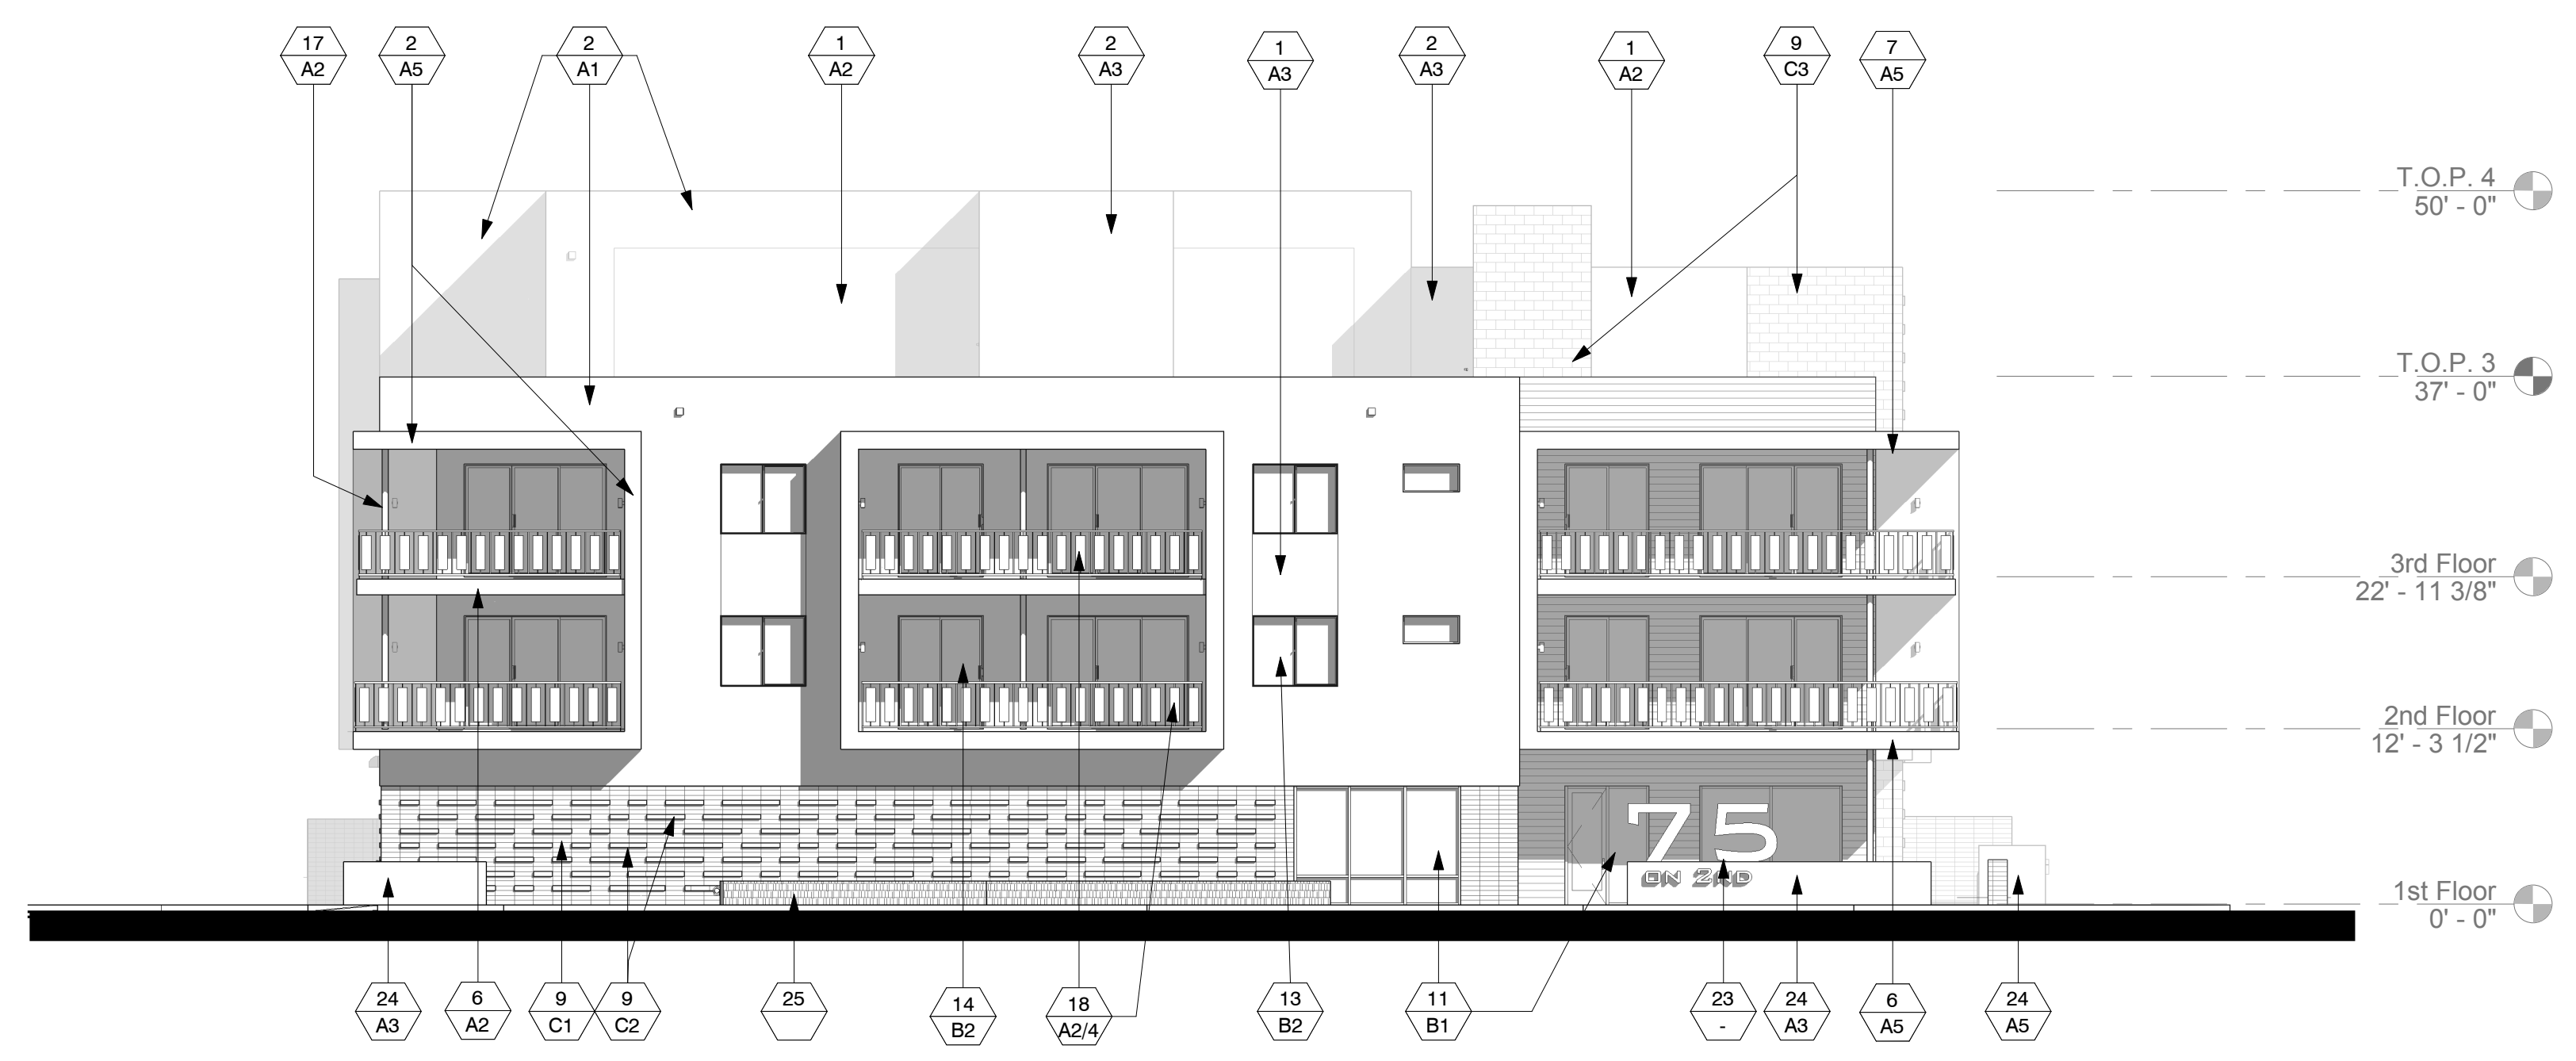 17
A2
2
A5
2
A1
1
A2
2
A3
1
A3
2
A3
1
A2
9
C3
7
A5
T.O.P. 4
50' - 0"
T.O.P. 3
37' - 0"
3rd Floor
22' - 11 3/8"
2nd Floor
12' - 3 1/2"
75
ON 2ND
1st Floor
0' - 0"
24
A3
6
A2
9
C1
9
C2
25
14
B2
18
A2/4
13
B2
11
B1
23
-
24
A3
6
A5
24
A5